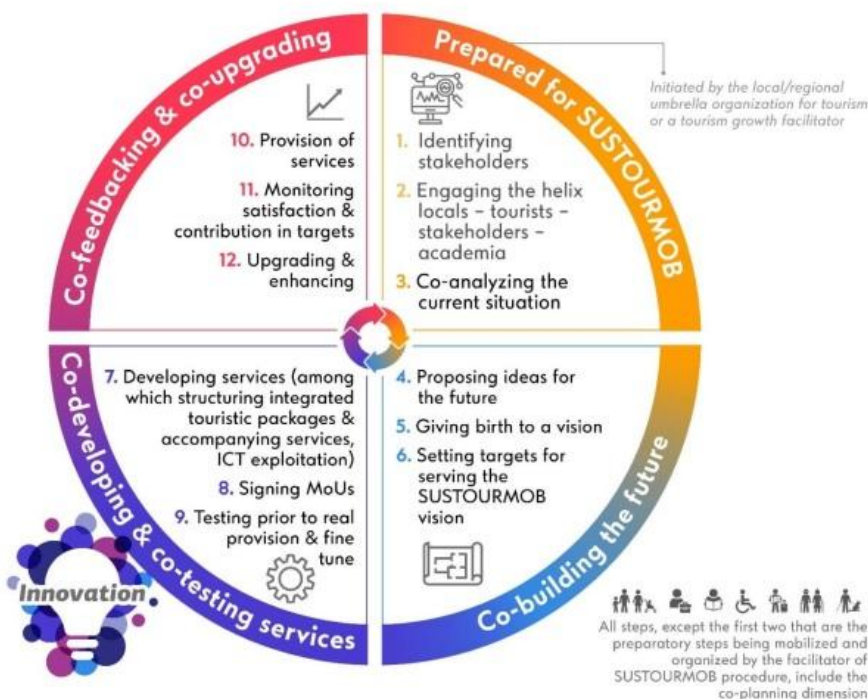 Prepared for SUSTOURMOB
Initiated by the local/regional
umbrella organization for tourism
or a tourism growth facilitator
1. Identifying
stakeholders
2. Engaging the helix
locals – tourists –
stakeholders –
academia
3. Co-analyzing the
current situation
Co-building the future
4. Proposing ideas for
the future
5. Giving birth to a vision
6. Setting targets for
serving the
SUSTOURMOB
vision
Co-developing & co-testing services
7. Developing services (among
which structuring integrated
touristic packages &
accompanying services,
ICT exploitation)
8. Signing MoUs
9. Testing prior to real
provision & fine
tune
Co-feedbacking & co-upgrading
10. Provision of
services
11. Monitoring
satisfaction &
contribution in targets
12. Upgrading &
enhancing
Innovation
All steps, except the first two that are the
preparatory steps being mobilized and
organized by the facilitator of
SUSTOURMOB procedure, include the
co-planning dimension